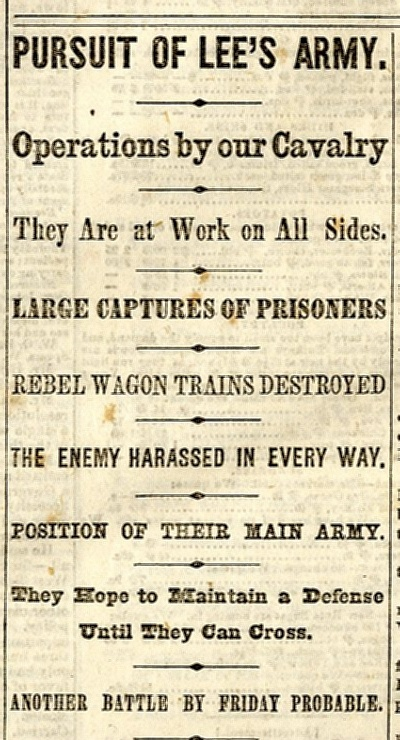 PURSUIT OF LEE'S ARMY.
Operations by our Cavalry
They Are at Work on All Sides.
LARGE CAPTURES OF PRISONERS
REBEL WAGON TRAINS DESTROYED
THE ENEMY HARASSED IN EVERY WAY.
POSITION OF THEIR MAIN ARMY.
They Hope to Maintain a Defense
Until They Can Cross.
ANOTHER BATTLE BY FRIDAY PROBABLE.